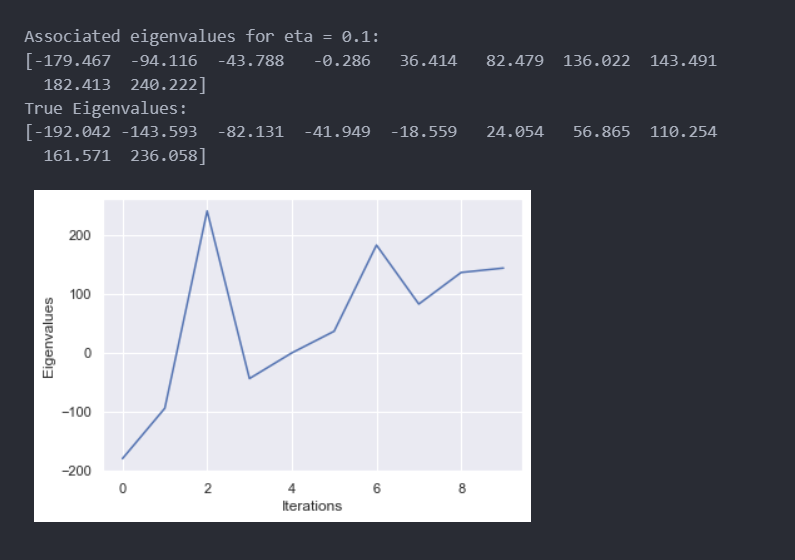 Associated eigenvalues for eta = 0.1:
[-179.467  -94.116  -43.788   -0.286   36.414   82.479  136.022  143.491
  182.413  240.222]
True Eigenvalues:
[-192.042 -143.593  -82.131  -41.949  -18.559   24.054   56.865  110.254
  161.571  236.058]
200
100
0
−100
−200
Eigenvalues
0 2 4 6 8
Iterations